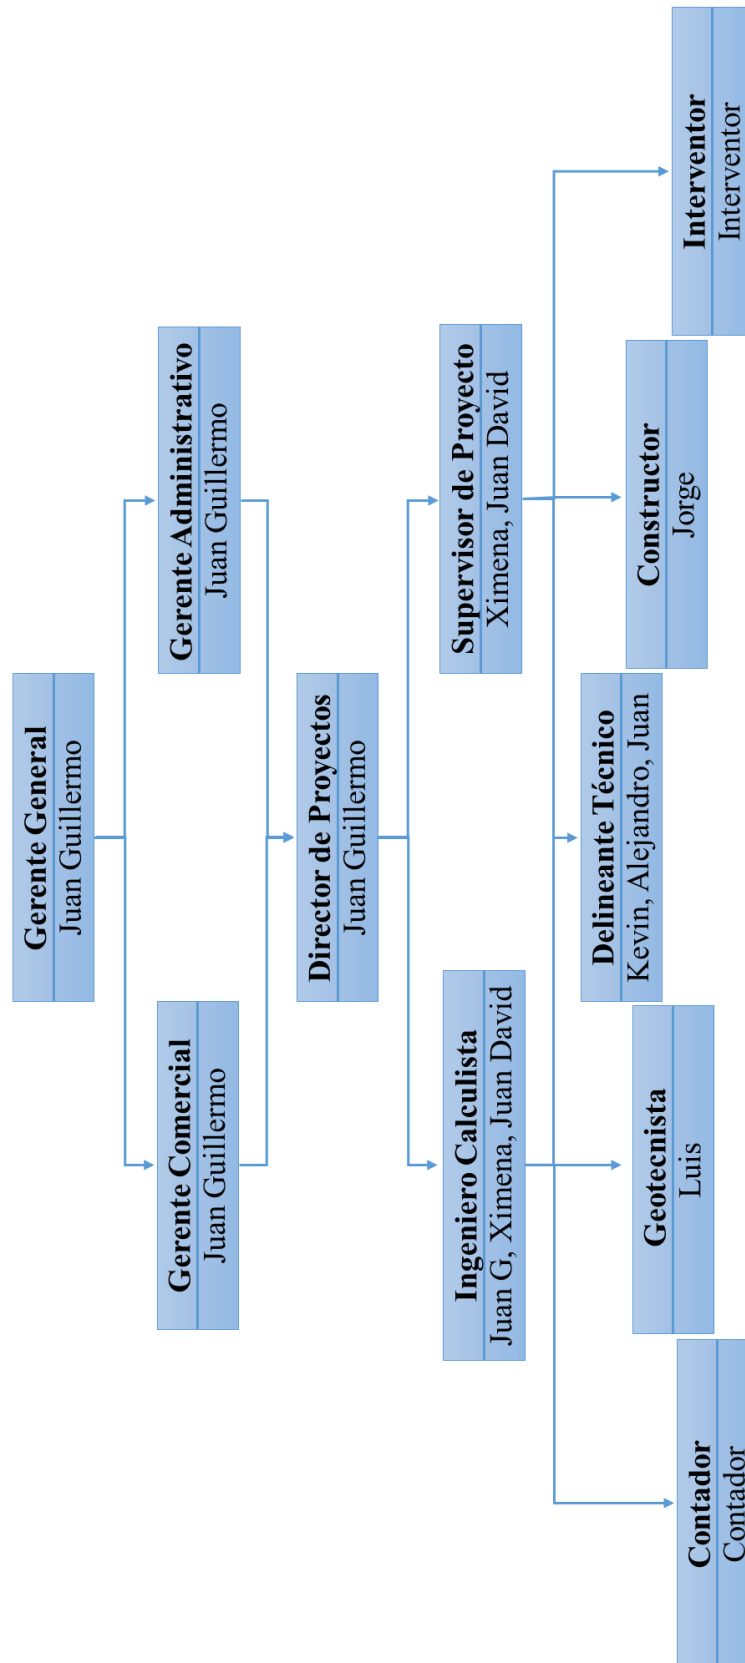 Gerente General
Juan Guillermo
Gerente Comercial
Juan Guillermo
Gerente Administrativo
Juan Guillermo
Director de Proyectos
Juan Guillermo
Ingeniero Calculista
Juan G, Ximena, Juan David
Supervisor de Proyecto
Ximena, Juan David
Contador
Contador
Geotecnista
Luis
Delineante Técnico
Kevin, Alejandro, Juan
Constructor
Jorge
Interventor
Interventor